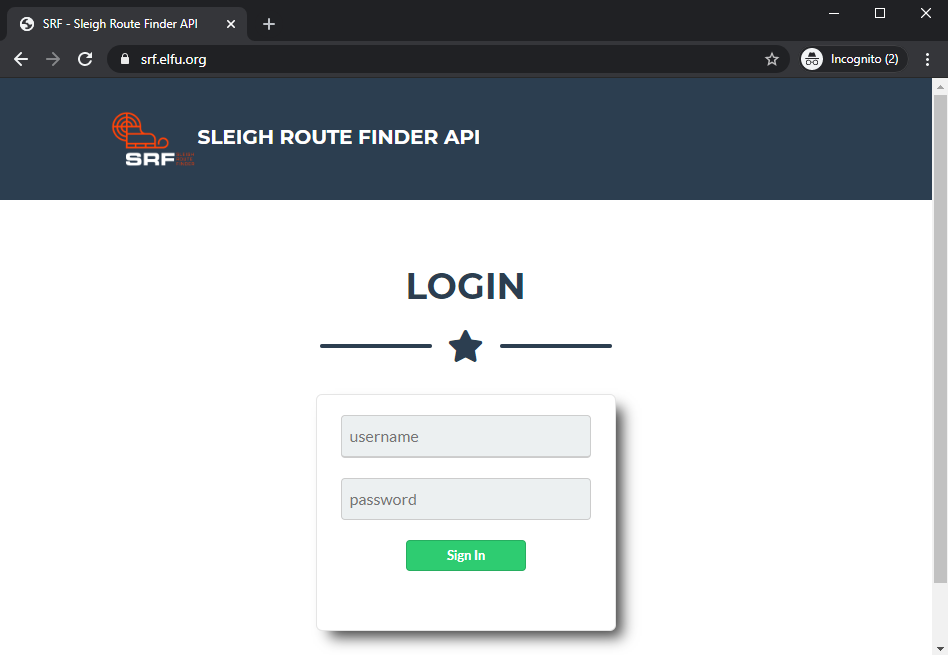 SRF - Sleigh Route Finder API
srf.elfu.org
Incognito (2)
SRF
SLEIGH ROUTE FINDER API
LOGIN
username
password
Sign In